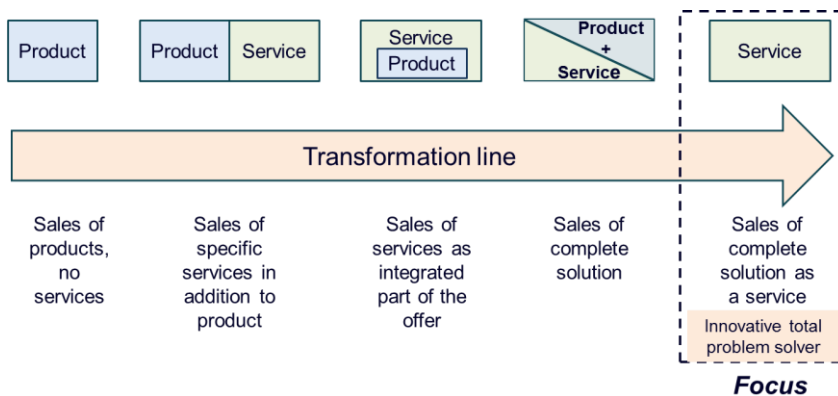 Product
Product
Service
Service
Product
Product
+
Service
Service
Transformation line
Sales of
products,
no
services
Sales of
specific
services in
addition to
product
Sales of
services as
integrated
part of the
offer
Sales of
complete
solution
Sales of
complete
solution as
a service
Innovative total
problem solver
Focus